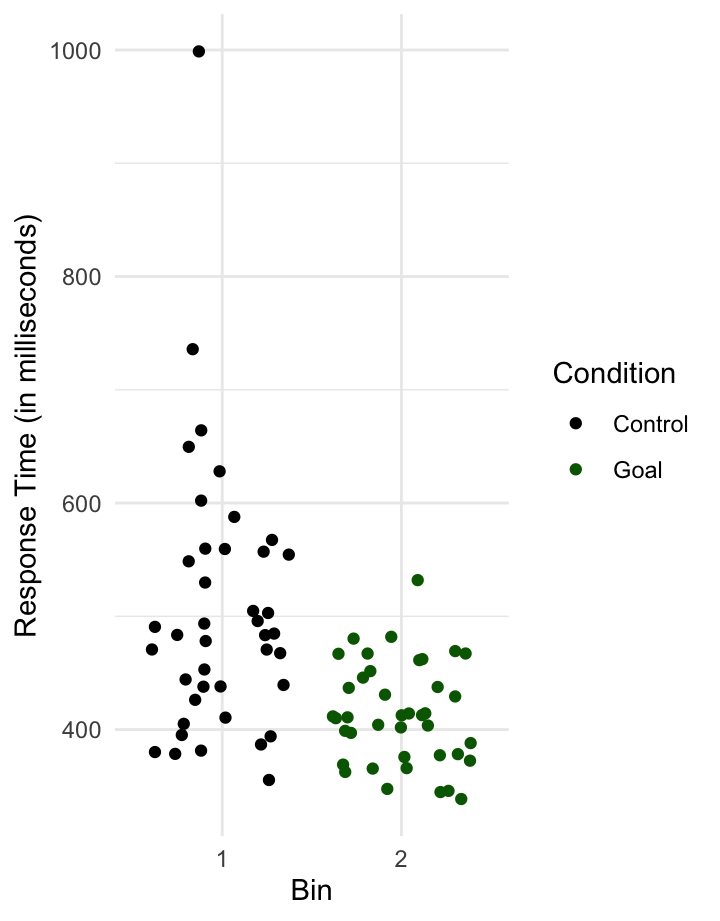 1000
800
600
400
Response Time (in milliseconds)
1
2
Bin
Condition
Control
Goal